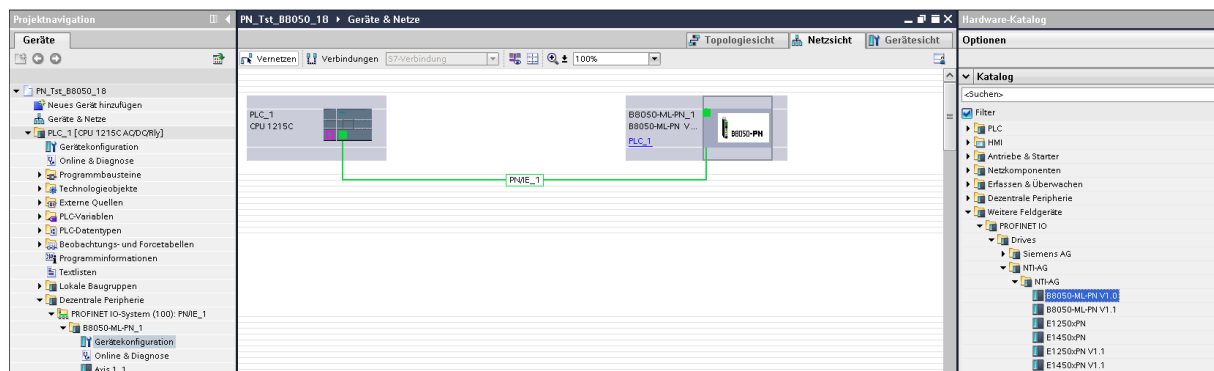 Projektnavigation
Geräte
PN_Tst_B8050_18
Neues Gerät hinzufügen
Geräte & Netze
PLC_1 [CPU 1215C AC/DC/Rly]
Gerätekonfiguration
Online & Diagnose
Programmbausteine
Technologieobjekte
Externe Quellen
PLC-Variablen
PLC-Datentypen
Beobachtungs- und Forcetabellen
Programminformationen
Textlisten
Lokale Baugruppen
Dezentrale Peripherie
PROFINET IO-System (100): PN/IE_1
B8050-ML-PN_1
Gerätekonfiguration
Online & Diagnose
Axis 1_1
PN_Tst_B8050_18 ▸ Geräte & Netze
Topologiesicht Netzsicht Gerätesicht
Vernetzen Verbindungen S7-Verbindung 100%
PLC_1
CPU 1215C
B8050-ML-PN_1
B8050-ML-PN V...
PLC_1
B8050-PN
PN/IE_1
Hardware-Katalog
Optionen
Katalog
<Suchen>
Filter
PLC
HMI
Antriebe & Starter
Netzkomponenten
Erfassen & Überwachen
Dezentrale Peripherie
Weitere Feldgeräte
PROFINET IO
Drives
Siemens AG
NTI-AG
NTI-AG
B8050-ML-PN V1.0
B8050-ML-PN V1.1
E1250xPN
E1450xPN
E1250xPN V1.1
E1450xPN V1.1